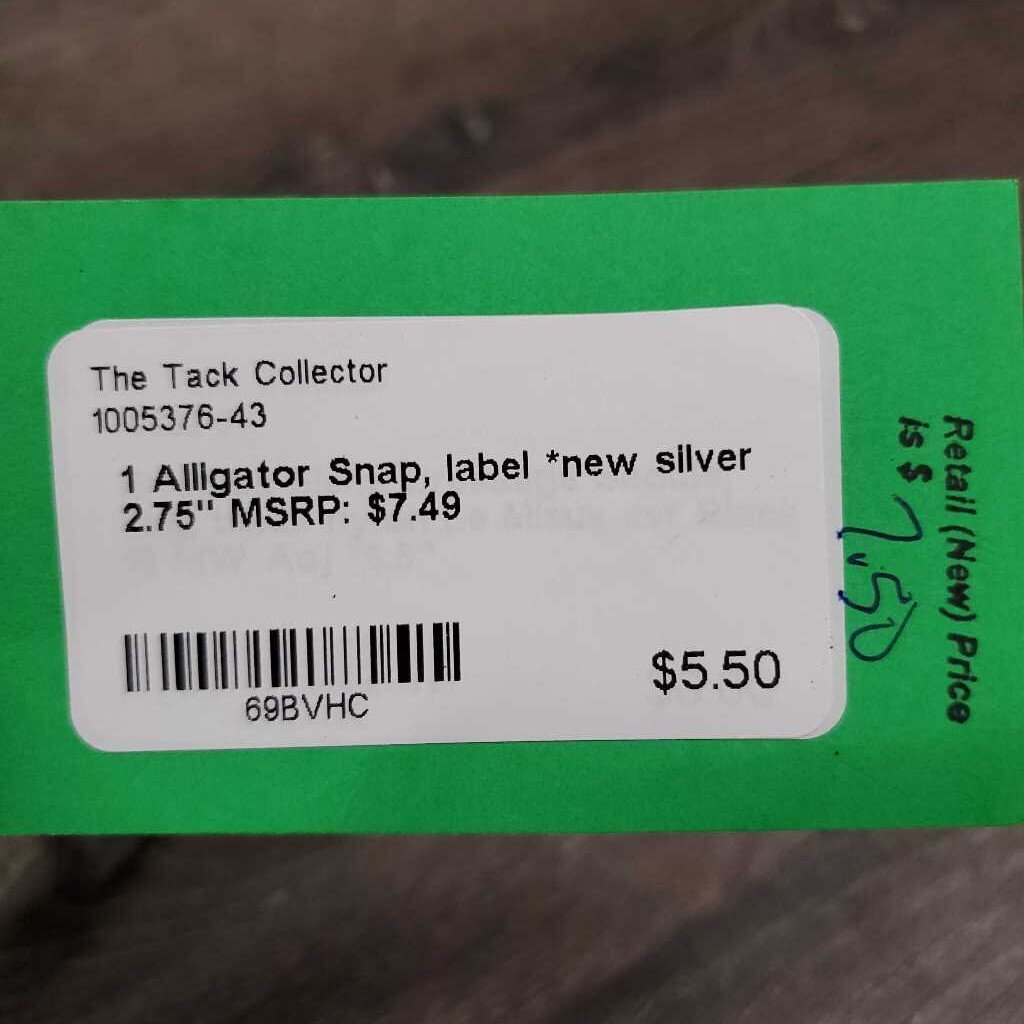 The Tack Collector
1005376-43
1 Alligator Snap, label *new silver
2.75" MSRP: $7.49
69BVHC
$5.50
Retail (New) Price
is $ 7.50